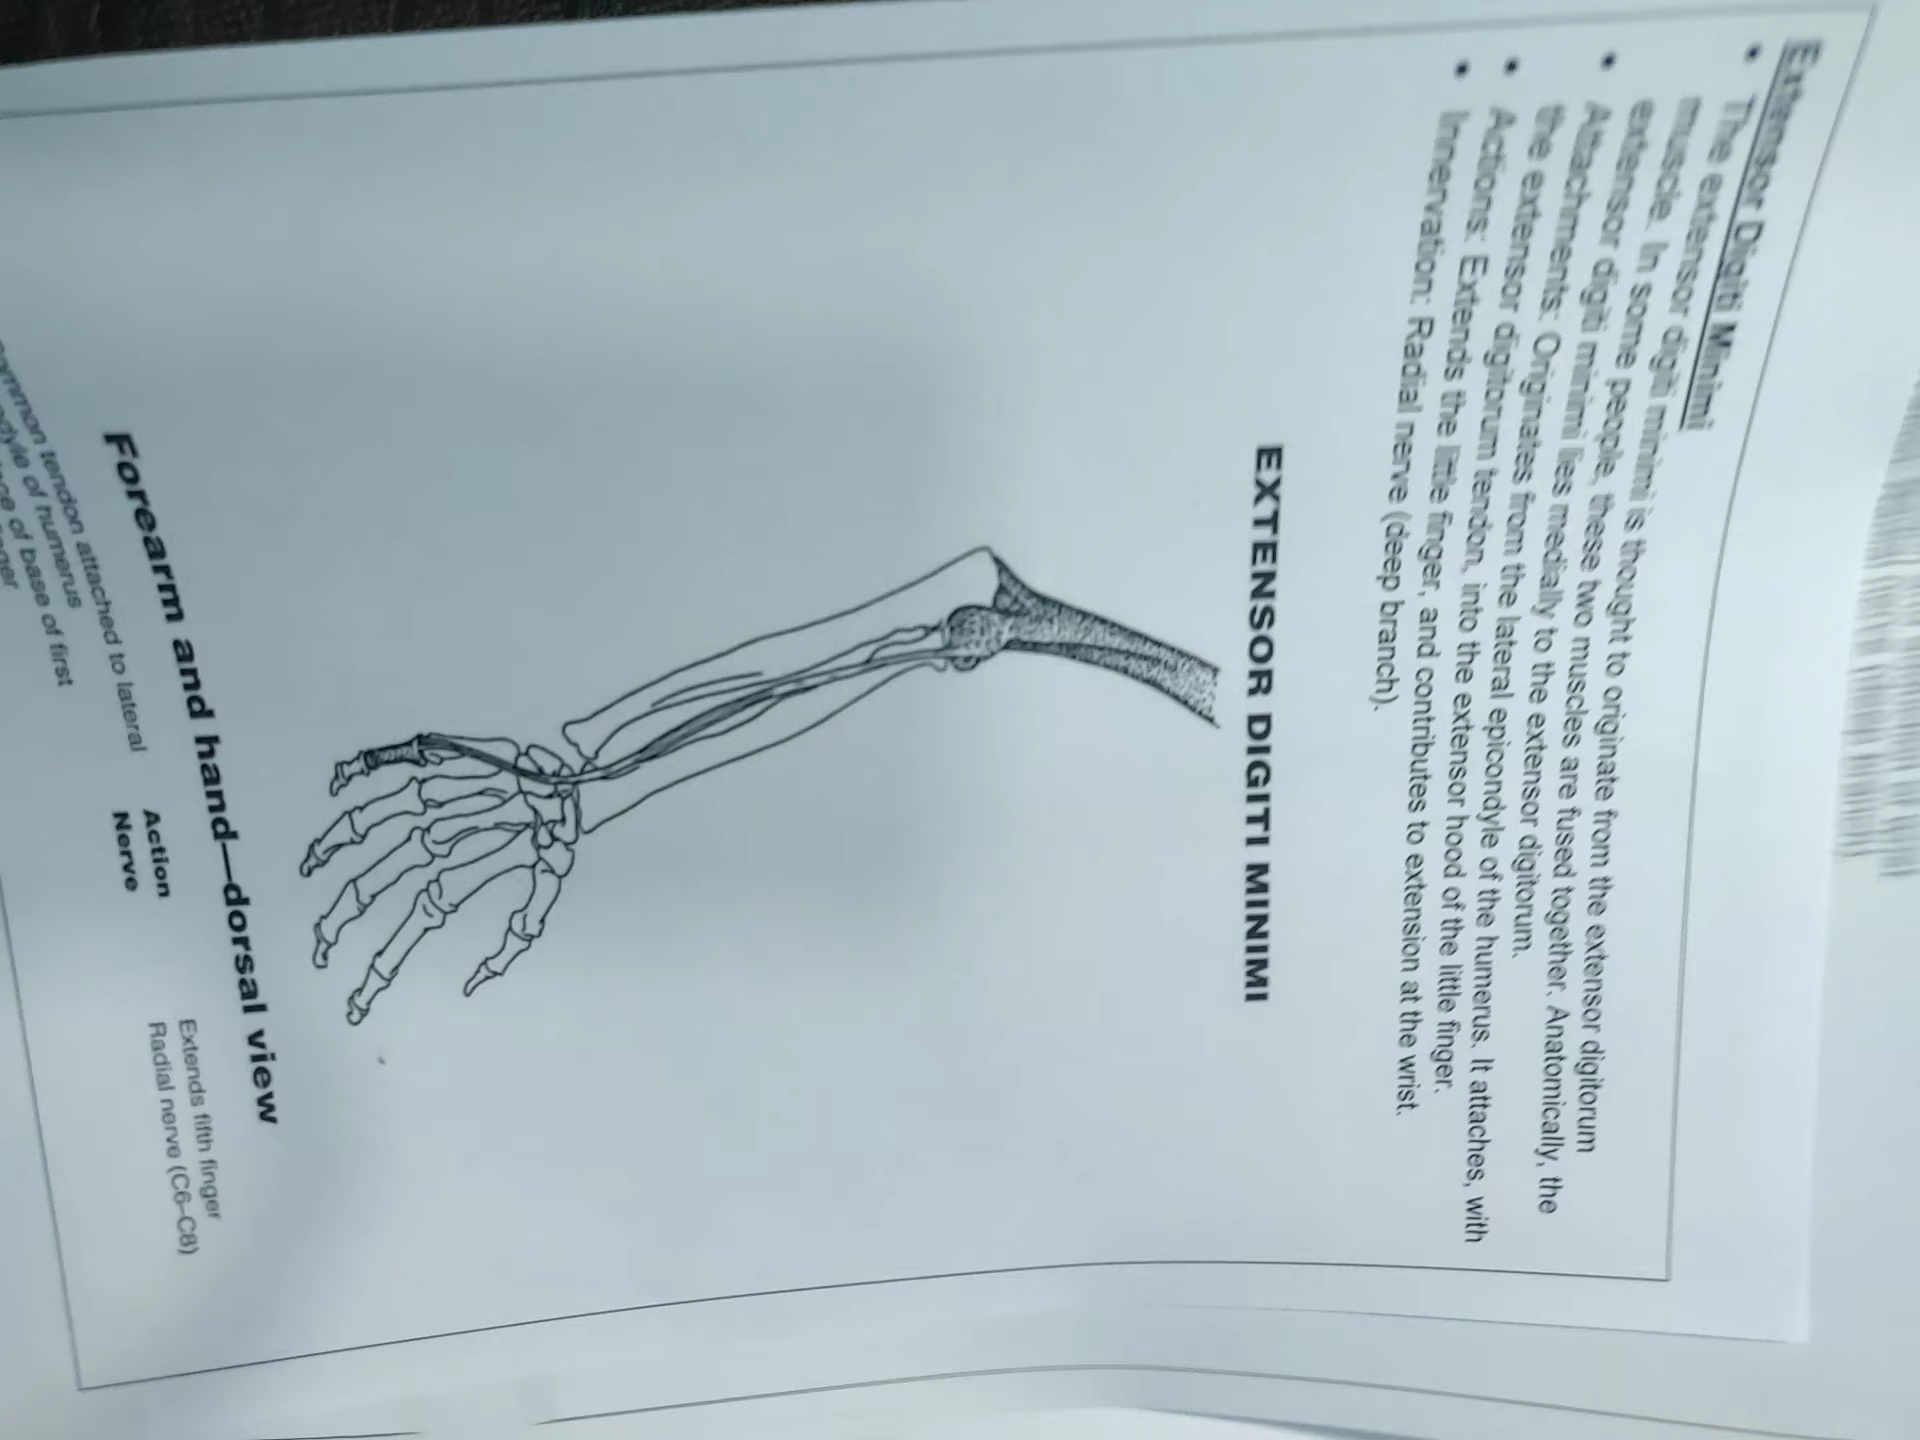 Extensor Digiti Minimi
• The extensor digiti minimi is thought to originate from the extensor digitorum
muscle. In some people, these two muscles are fused together. Anatomically, the
extensor digiti minimi lies medially to the extensor digitorum.
• Attachments: Originates from the lateral epicondyle of the humerus. It attaches, with
the extensor digitorum tendon, into the extensor hood of the little finger.
• Actions: Extends the little finger, and contributes to extension at the wrist.
• Innervation: Radial nerve (deep branch).
EXTENSOR DIGITI MINIMI
Forearm and hand—dorsal view
tendon attached to lateral
of humerus
of base of first
Action Extends fifth finger
Nerve Radial nerve (C6–C8)